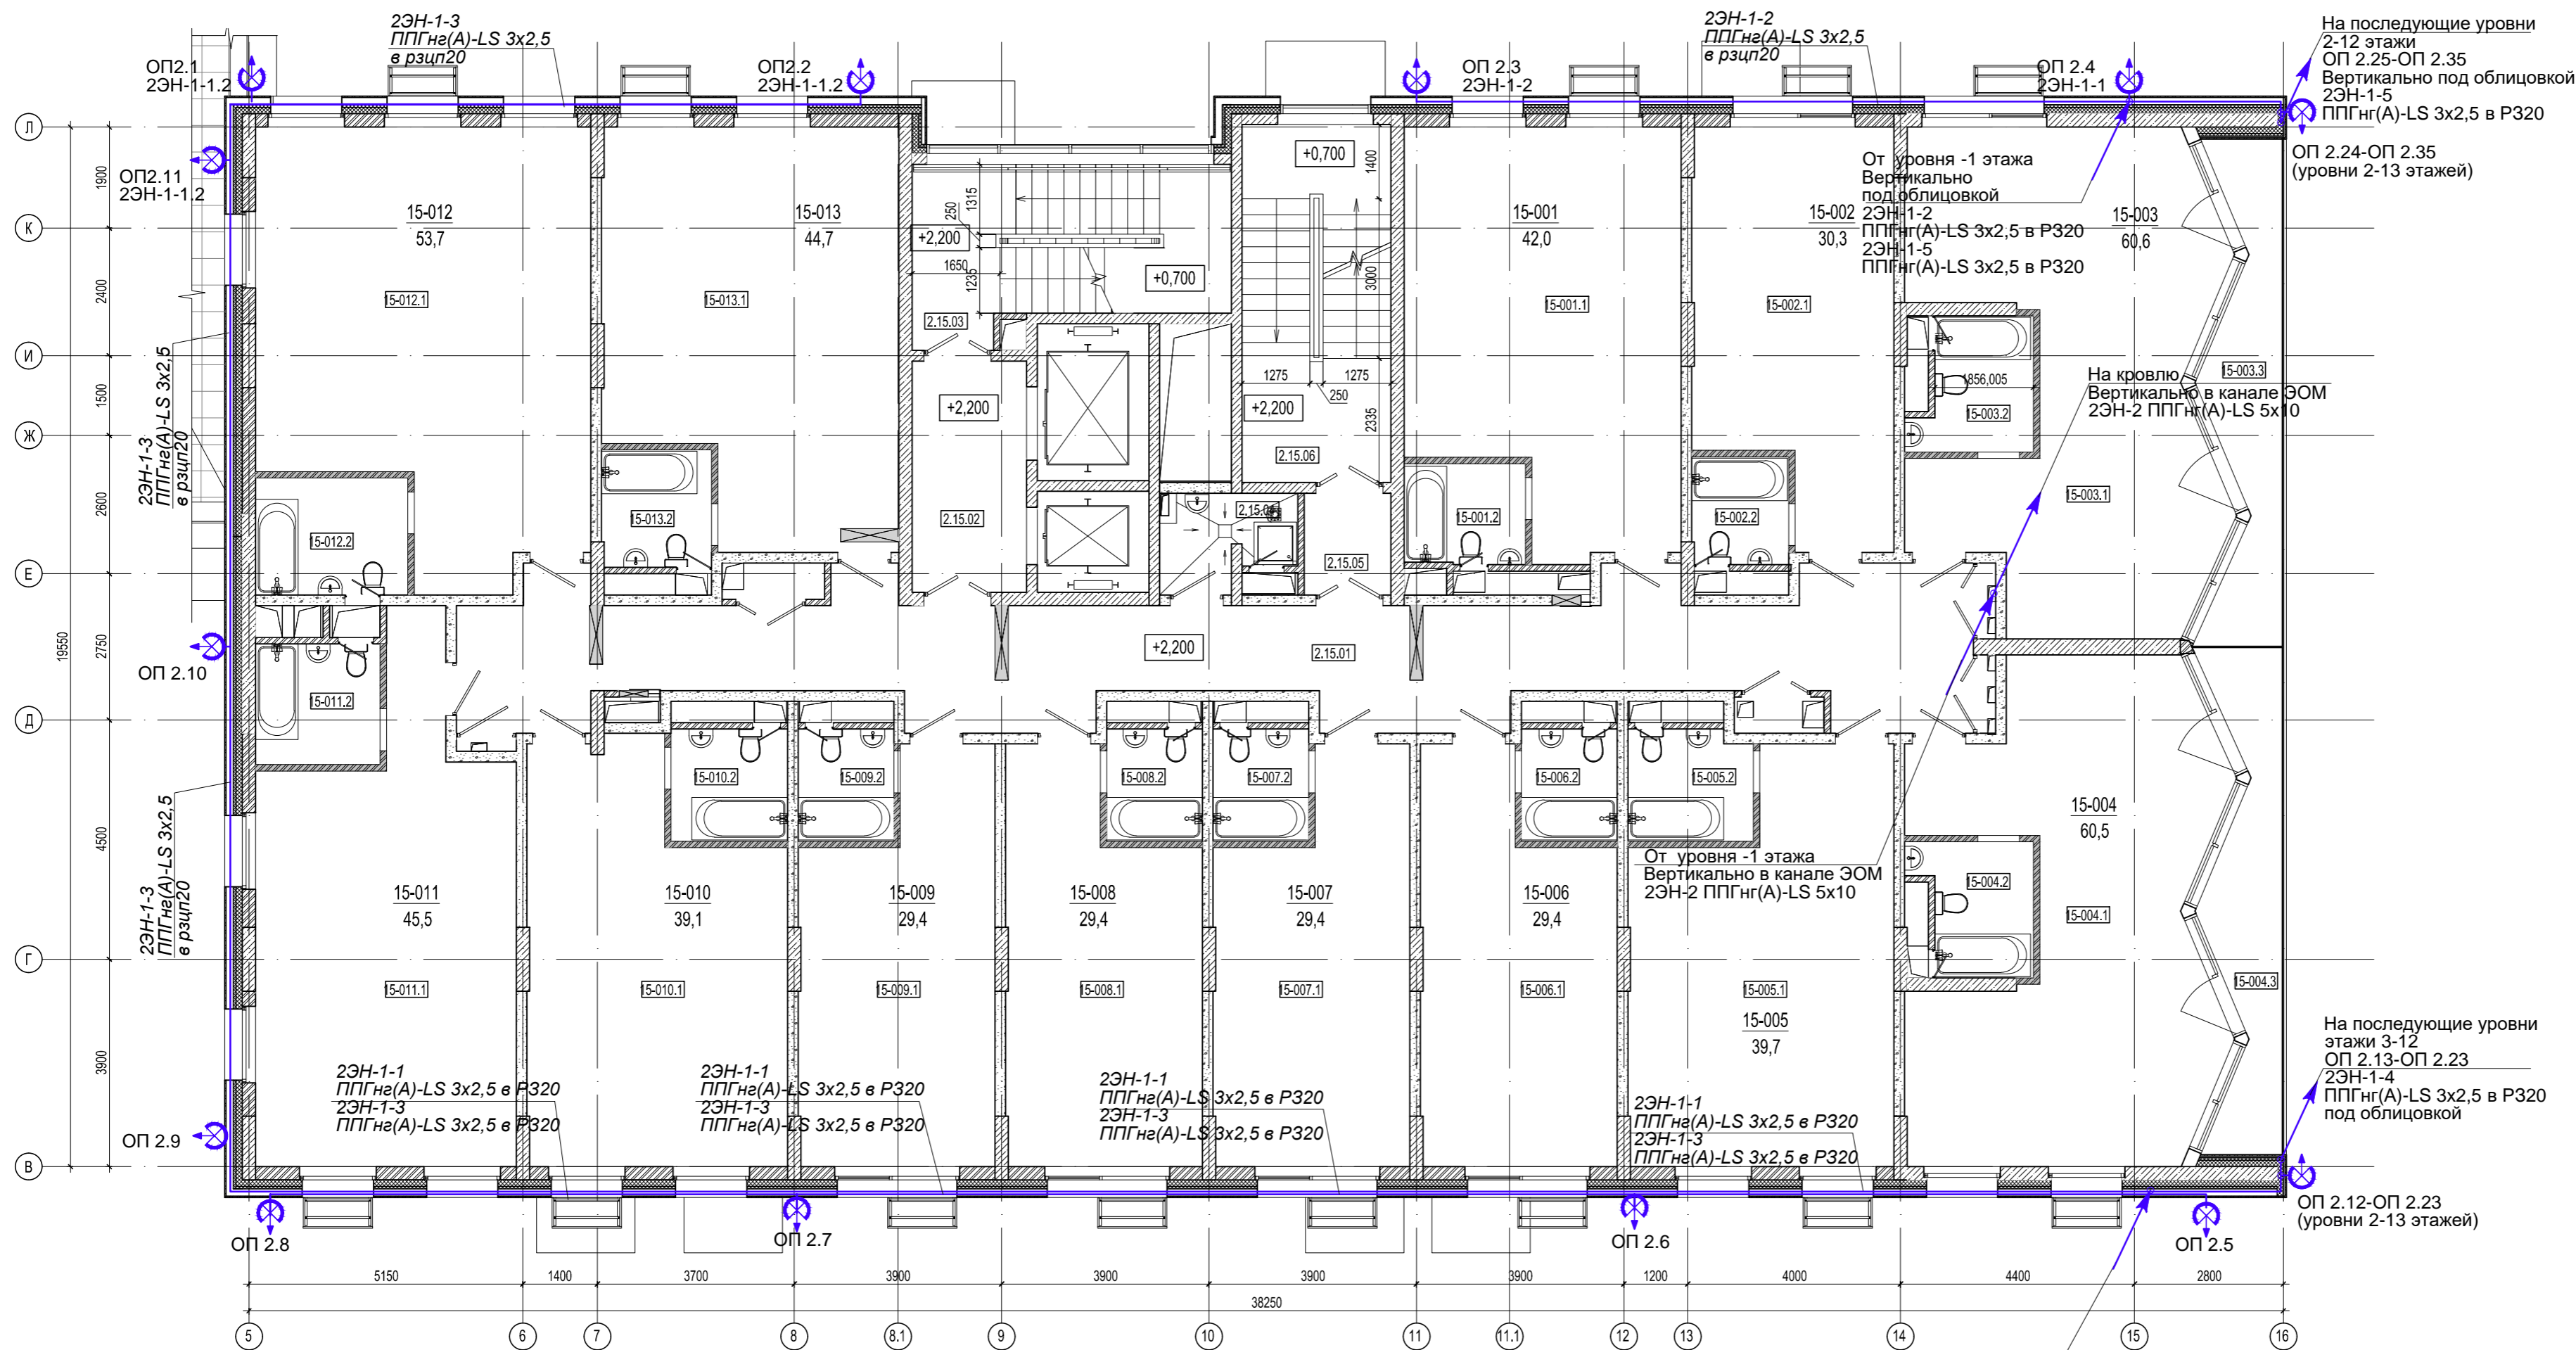 2ЭН-1-3
ППГнг(А)-LS 3х2,5
в рзцп20
2ЭН-1-2
ППГнг(А)-LS 3х2,5
в рзцп20
На последующие уровни
2-12 этажи
ОП 2.25-ОП 2.35
Вертикально под облицовкой
2ЭН-1-5
ППГнг(А)-LS 3х2,5 в Р320
ОП2.1
2ЭН-1-1.2
ОП2.2
2ЭН-1-1.2
ОП 2.3
2ЭН-1-2
ОП 2.4
2ЭН-1-1
ОП 2.24-ОП 2.35
(уровни 2-13 этажей)
ОП2.11
2ЭН-1-1.2
От уровня -1 этажа
Вертикально
под облицовкой
2ЭН-1-2
ППГнг(А)-LS 3х2,5 в Р320
2ЭН-1-5
ППГнг(А)-LS 3х2,5 в Р320
Л
К
И
Ж
Е
Д
Г
В
1900
2400
1500
2600
2750
4500
3900
19550
15-012
53,7
15-013
44,7
15-001
42,0
15-002
30,3
15-003
60,6
+0,700
+2,200
+0,700
1400
1315
250
1650
1235
3000
15-012.1
15-013.1
2.15.03
15-001.1
15-002.1
1275
1275
250
+2,200
+2,200
2335
1856,005
15-003.2
15-003.3
На кровлю
Вертикально в канале ЭОМ
2ЭН-2 ППГнг(А)-LS 5х10
2ЭН-1-3
ППГнг(А)-LS 3х2,5
в рзцп20
2.15.06
15-003.1
15-012.2
15-013.2
2.15.02
15-001.2
15-002.2
2.15.05
+2,200
2.15.01
ОП 2.10
15-011.2
15-010.2
15-009.2
15-008.2
15-007.2
15-006.2
15-005.2
2ЭН-1-3
ППГнг(А)-LS 3х2,5
в рзцп20
15-004
60,5
От уровня -1 этажа
Вертикально в канале ЭОМ
2ЭН-2 ППГнг(А)-LS 5х10
15-004.2
15-004.1
15-004.3
15-011
45,5
15-010
39,1
15-009
29,4
15-008
29,4
15-007
29,4
15-006
29,4
15-011.1
15-010.1
15-009.1
15-008.1
15-007.1
15-006.1
15-005.1
15-005
39,7
На последующие уровни
этажи 3-12
ОП 2.13-ОП 2.23
2ЭН-1-4
ППГнг(А)-LS 3х2,5 в Р320
под облицовкой
2ЭН-1-1
ППГнг(А)-LS 3х2,5 в Р320
2ЭН-1-3
ППГнг(А)-LS 3х2,5 в Р320
2ЭН-1-1
ППГнг(А)-LS 3х2,5 в Р320
2ЭН-1-3
ППГнг(А)-LS 3х2,5 в Р320
2ЭН-1-1
ППГнг(А)-LS 3х2,5 в Р320
2ЭН-1-3
ППГнг(А)-LS 3х2,5 в Р320
2ЭН-1-1
ППГнг(А)-LS 3х2,5 в Р320
2ЭН-1-3
ППГнг(А)-LS 3х2,5 в Р320
ОП 2.9
ОП 2.8
ОП 2.7
ОП 2.6
ОП 2.5
ОП 2.12-ОП 2.23
(уровни 2-13 этажей)
5150
1400
3700
3900
3900
3900
3900
1200
4000
4400
2800
38250
5
6
7
8
8.1
9
10
11
11.1
12
13
14
15
16